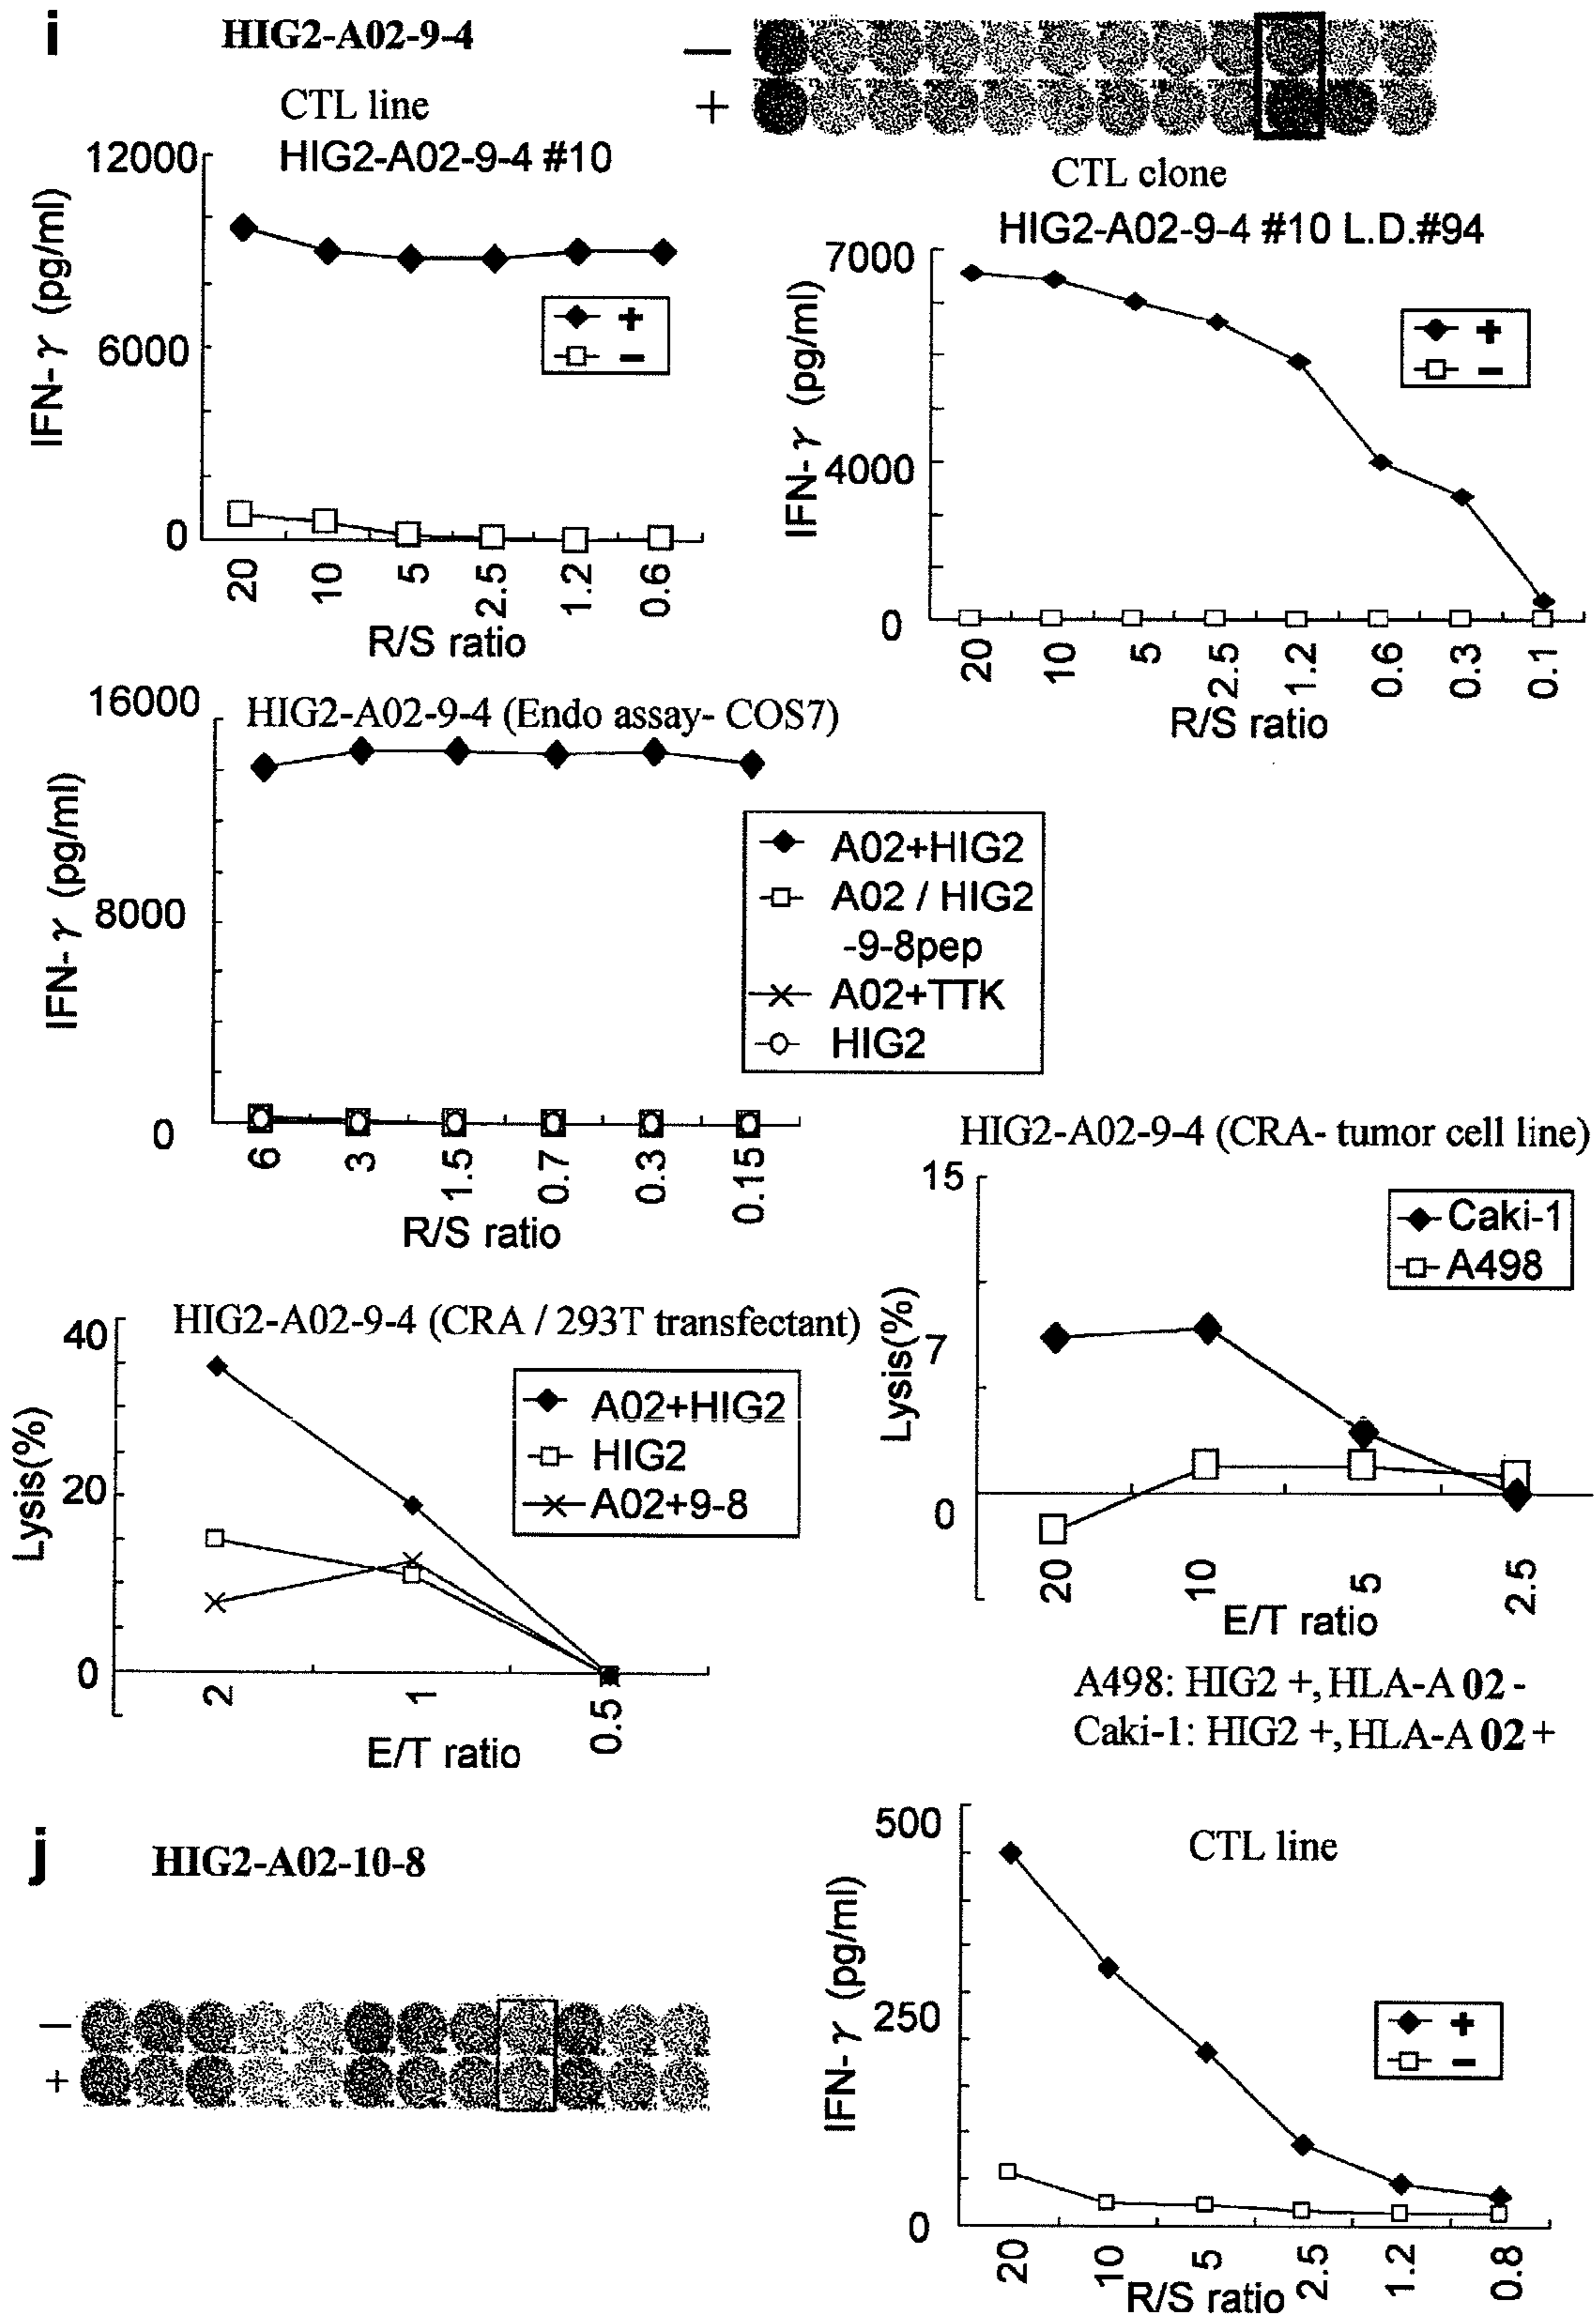 i
HIG2-A02-9-4
−
+
CTL line
HIG2-A02-9-4 #10
12000
6000
0
IFN-γ (pg/ml)
+
−
20 10 5 2.5 1.2 0.6
R/S ratio
CTL clone
HIG2-A02-9-4 #10 L.D.#94
7000
4000
0
IFN-γ (pg/ml)
+
−
20 10 5 2.5 1.2 0.6 0.3 0.1
R/S ratio
HIG2-A02-9-4 (Endo assay- COS7)
16000
8000
0
IFN-γ (pg/ml)
A02+HIG2
A02 / HIG2
-9-8pep
A02+TTK
HIG2
6 3 1.5 0.7 0.3 0.15
R/S ratio
HIG2-A02-9-4 (CRA- tumor cell line)
15
7
0
Lysis(%)
Caki-1
A498
20 10 5 2.5
E/T ratio
A498: HIG2 +, HLA-A 02 -
Caki-1: HIG2 +, HLA-A 02 +
HIG2-A02-9-4 (CRA / 293T transfectant)
40
20
0
Lysis(%)
A02+HIG2
HIG2
A02+9-8
2 1 0.5
E/T ratio
j
HIG2-A02-10-8
−
+
CTL line
500
250
0
IFN-γ (pg/ml)
+
−
20 10 5 2.5 1.2 0.8
R/S ratio